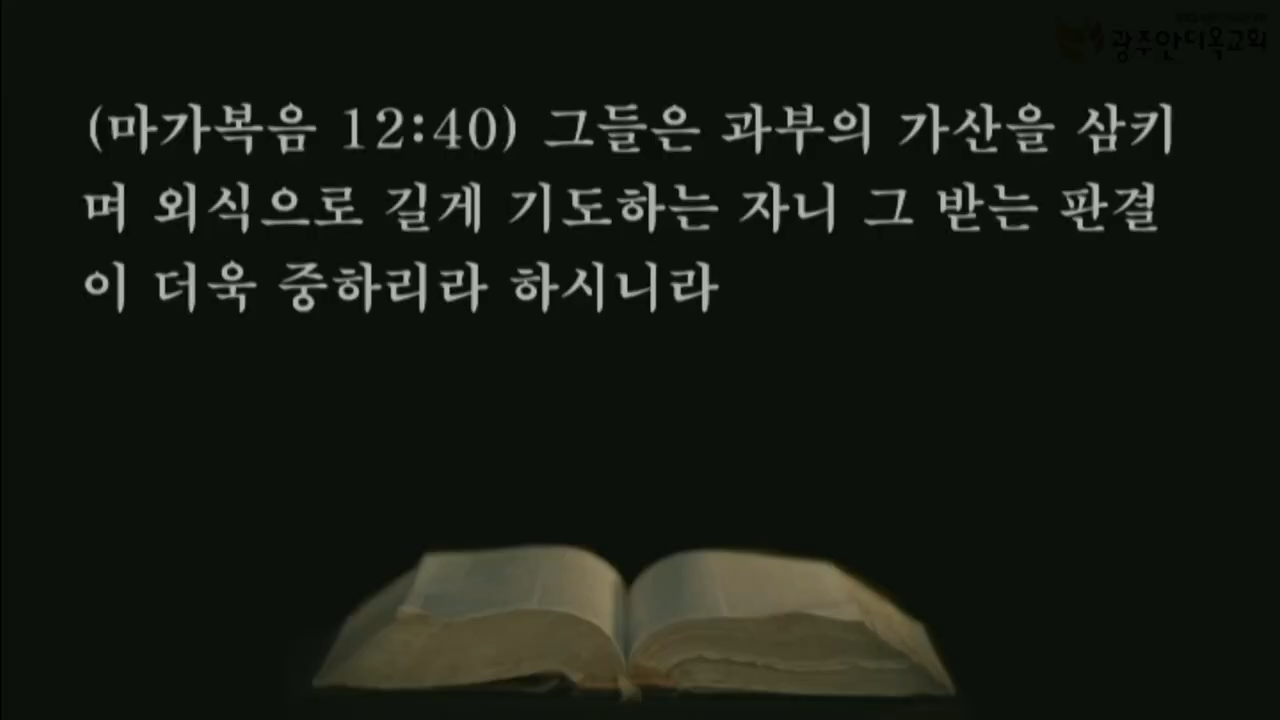 광주안디옥교회
(마가복음 12:40) 그들은 과부의 가산을 삼키
며 외식으로 길게 기도하는 자니 그 받는 판결
이 더욱 중하리라 하시니라